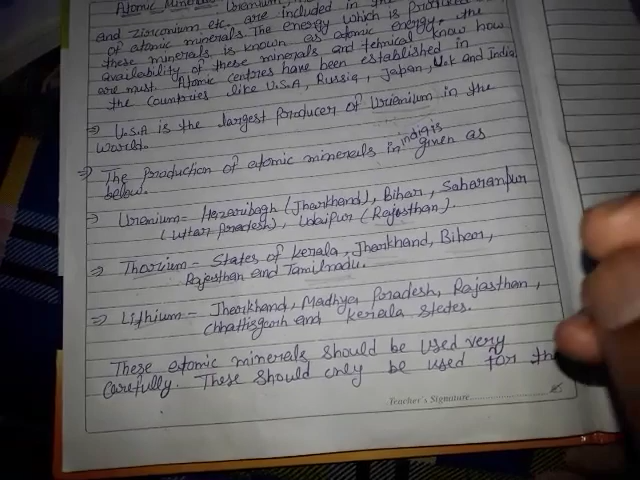 Atomic Minerals Uranium,
and zirconium etc. are included in the
of atomic minerals. The energy which is Produced
these minerals is known as atomic energy. the
availability of these minerals and tehnical know how
are must. Atomic centres have been established in
the countries like U.S.A, Russia, Japan, U.K and India.
⇒ U.S.A is the largest Producer of Uranium in the
world.
⇒ The Production of atomic minerals in india is given as
below.
⇒ Uranium - Hazaribagh (Jharkhand), Bihar, Saharanpur
(Uttar pradesh), Udaipur (Rajasthan).
⇒ Thorium - States of kerala, Jharkhand, Bihar,
Rajasthan and Tamilnadu.
⇒ Lithium - Jharkhand, Madhya Pradesh, Rajasthan,
Chhattisgarh and kerala states.
These atomic minerals should be used very
carefully. These should only be used for the
Teacher's Signature